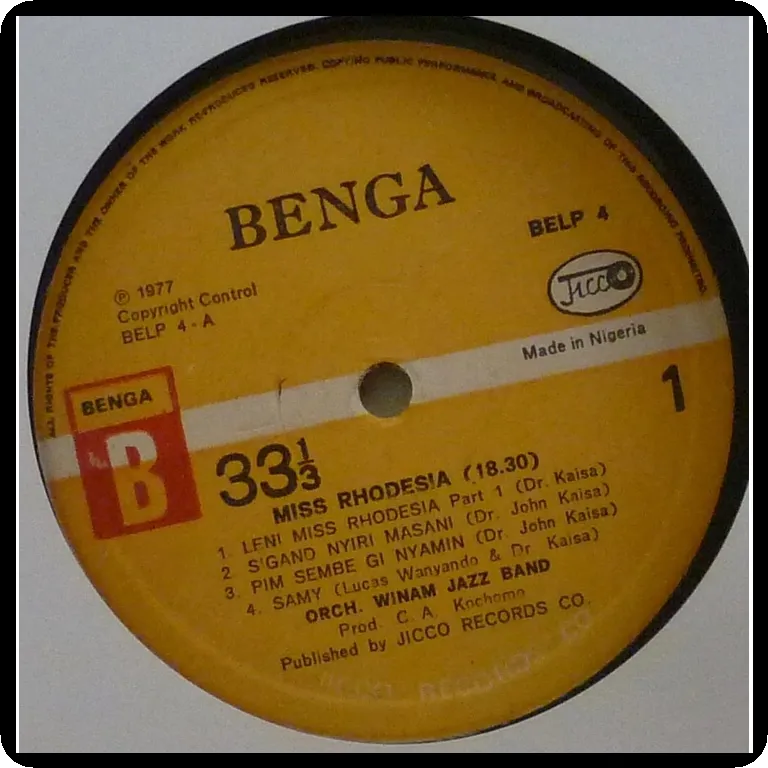 ALL RIGHTS OF THE PRODUCER AND THE OWNER OF THE WORK REPRODUCED RESERVED. COPYING PUBLIC PERFORMANCE AND BROADCASTING OF THIS RECORDING PROHIBITED
BENGA
BELP 4
℗ 1977
Copyright Control
BELP 4-A
JICCO
Made in Nigeria
1
BENGA
B
33⅓
MISS RHODESIA (18.30)
1. LENI MISS RHODESIA Part 1 (Dr. Kaisa)
2. S'GAND NYIRI MASANI (Dr. John Kaisa)
3. PIM SEMBE GI NYAMIN (Dr. John Kaisa)
4. SAMY (Lucas Wanyando & Dr. Kaisa)
ORCH. WINAM JAZZ BAND
Prod. C. A. Kochomo
Published by JICCO RECORDS CO.
RECORDS CO